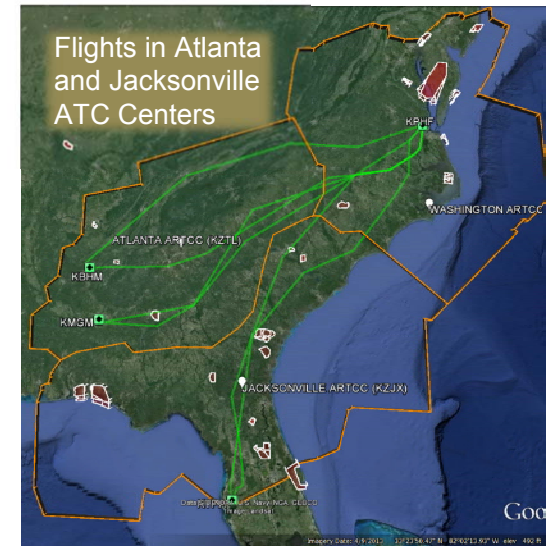 Flights in Atlanta
and Jacksonville
ATC Centers
KPHF
WASHINGTON ARTCC
ATLANTA ARTCC (KZTL)
KBHM
KMGM
JACKSONVILLE ARTCC (KZJX)
Goo